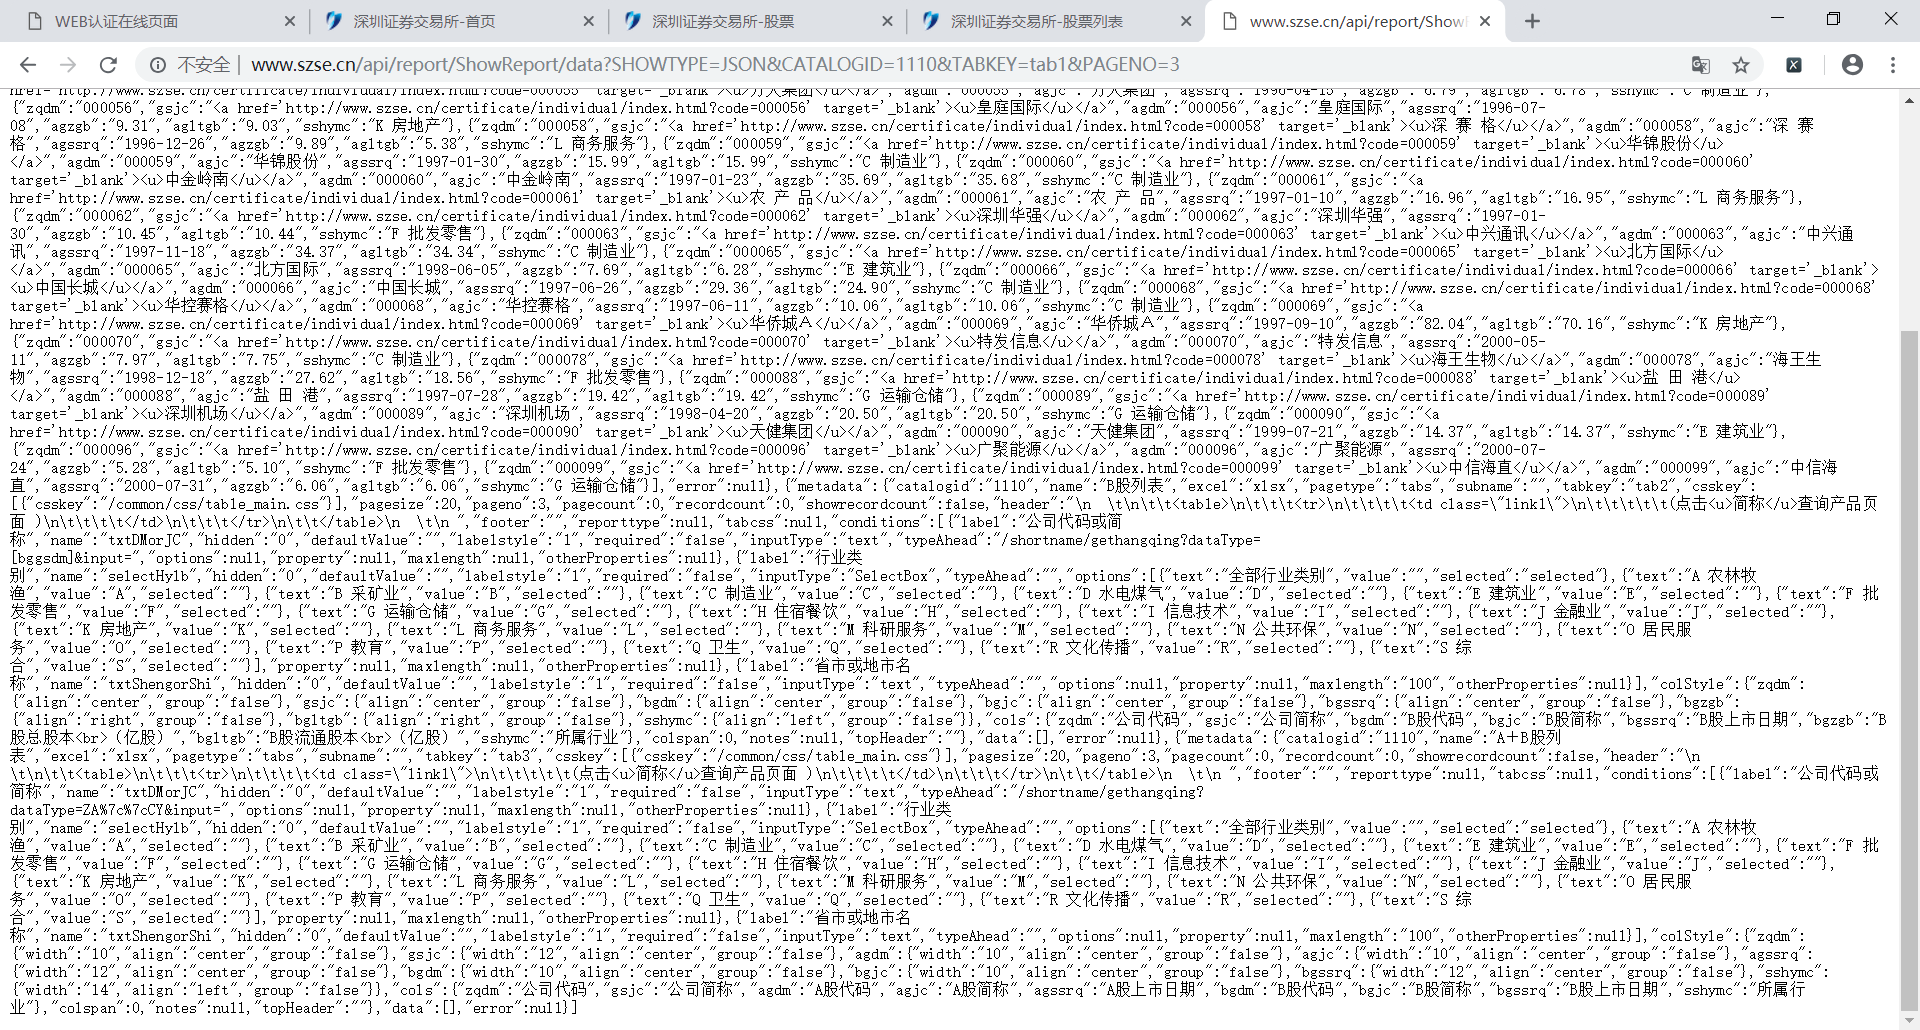 WEB认证在线页面
深圳证券交易所-首页
深圳证券交易所-股票
深圳证券交易所-股票列表
www.szse.cn/api/report/ShowR
不安全 | www.szse.cn/api/report/ShowReport/data?SHOWTYPE=JSON&CATALOGID=1110&TABKEY=tab1&PAGENO=3
href='http://www.szse.cn/certificate/individual/index.html?code=000055' target='_blank'><u>方大集团</u></a>","agdm":"000055","agjc":"方大集团","agssrq":"1996-04-15","agzgb":"6.79","agltgb":"6.78","sshymc":"C 制造业"},
{"zqdm":"000056","gsjc":"<a href='http://www.szse.cn/certificate/individual/index.html?code=000056' target='_blank'><u>皇庭国际</u></a>","agdm":"000056","agjc":"皇庭国际","agssrq":"1996-07-
08","agzgb":"9.31","agltgb":"9.03","sshymc":"K 房地产"},{"zqdm":"000058","gsjc":"<a href='http://www.szse.cn/certificate/individual/index.html?code=000058' target='_blank'><u>深 赛 格</u></a>","agdm":"000058","agjc":"深 赛
格","agssrq":"1996-12-26","agzgb":"9.89","agltgb":"5.38","sshymc":"L 商务服务"},{"zqdm":"000059","gsjc":"<a href='http://www.szse.cn/certificate/individual/index.html?code=000059' target='_blank'><u>华锦股份</u>
</a>","agdm":"000059","agjc":"华锦股份","agssrq":"1997-01-30","agzgb":"15.99","agltgb":"15.99","sshymc":"C 制造业"},{"zqdm":"000060","gsjc":"<a href='http://www.szse.cn/certificate/individual/index.html?code=000060'
target='_blank'><u>中金岭南</u></a>","agdm":"000060","agjc":"中金岭南","agssrq":"1997-01-23","agzgb":"35.69","agltgb":"35.68","sshymc":"C 制造业"},{"zqdm":"000061","gsjc":"<a
href='http://www.szse.cn/certificate/individual/index.html?code=000061' target='_blank'><u>农 产 品</u></a>","agdm":"000061","agjc":"农 产 品","agssrq":"1997-01-10","agzgb":"16.96","agltgb":"16.95","sshymc":"L 商务服务"},
{"zqdm":"000062","gsjc":"<a href='http://www.szse.cn/certificate/individual/index.html?code=000062' target='_blank'><u>深圳华强</u></a>","agdm":"000062","agjc":"深圳华强","agssrq":"1997-01-
30","agzgb":"10.45","agltgb":"10.44","sshymc":"F 批发零售"},{"zqdm":"000063","gsjc":"<a href='http://www.szse.cn/certificate/individual/index.html?code=000063' target='_blank'><u>中兴通讯</u></a>","agdm":"000063","agjc":"中兴通
讯","agssrq":"1997-11-18","agzgb":"34.37","agltgb":"34.34","sshymc":"C 制造业"},{"zqdm":"000065","gsjc":"<a href='http://www.szse.cn/certificate/individual/index.html?code=000065' target='_blank'><u>北方国际</u>
</a>","agdm":"000065","agjc":"北方国际","agssrq":"1998-06-05","agzgb":"7.69","agltgb":"6.28","sshymc":"E 建筑业"},{"zqdm":"000066","gsjc":"<a href='http://www.szse.cn/certificate/individual/index.html?code=000066' target='_blank'>
<u>中国长城</u></a>","agdm":"000066","agjc":"中国长城","agssrq":"1997-06-26","agzgb":"29.36","agltgb":"24.90","sshymc":"C 制造业"},{"zqdm":"000068","gsjc":"<a href='http://www.szse.cn/certificate/individual/index.html?code=000068'
target='_blank'><u>华控赛格</u></a>","agdm":"000068","agjc":"华控赛格","agssrq":"1997-06-11","agzgb":"10.06","agltgb":"10.06","sshymc":"C 制造业"},{"zqdm":"000069","gsjc":"<a
href='http://www.szse.cn/certificate/individual/index.html?code=000069' target='_blank'><u>华侨城Ａ</u></a>","agdm":"000069","agjc":"华侨城Ａ","agssrq":"1997-09-10","agzgb":"82.04","agltgb":"70.16","sshymc":"K 房地产"},
{"zqdm":"000070","gsjc":"<a href='http://www.szse.cn/certificate/individual/index.html?code=000070' target='_blank'><u>特发信息</u></a>","agdm":"000070","agjc":"特发信息","agssrq":"2000-05-
11","agzgb":"7.97","agltgb":"7.75","sshymc":"C 制造业"},{"zqdm":"000078","gsjc":"<a href='http://www.szse.cn/certificate/individual/index.html?code=000078' target='_blank'><u>海王生物</u></a>","agdm":"000078","agjc":"海王生
物","agssrq":"1998-12-18","agzgb":"27.62","agltgb":"18.56","sshymc":"F 批发零售"},{"zqdm":"000088","gsjc":"<a href='http://www.szse.cn/certificate/individual/index.html?code=000088' target='_blank'><u>盐 田 港</u>
</a>","agdm":"000088","agjc":"盐 田 港","agssrq":"1997-07-28","agzgb":"19.42","agltgb":"19.42","sshymc":"G 运输仓储"},{"zqdm":"000089","gsjc":"<a href='http://www.szse.cn/certificate/individual/index.html?code=000089'
target='_blank'><u>深圳机场</u></a>","agdm":"000089","agjc":"深圳机场","agssrq":"1998-04-20","agzgb":"20.50","agltgb":"20.50","sshymc":"G 运输仓储"},{"zqdm":"000090","gsjc":"<a
href='http://www.szse.cn/certificate/individual/index.html?code=000090' target='_blank'><u>天健集团</u></a>","agdm":"000090","agjc":"天健集团","agssrq":"1999-07-21","agzgb":"14.37","agltgb":"14.37","sshymc":"E 建筑业"},
{"zqdm":"000096","gsjc":"<a href='http://www.szse.cn/certificate/individual/index.html?code=000096' target='_blank'><u>广聚能源</u></a>","agdm":"000096","agjc":"广聚能源","agssrq":"2000-07-
24","agzgb":"5.28","agltgb":"5.10","sshymc":"F 批发零售"},{"zqdm":"000099","gsjc":"<a href='http://www.szse.cn/certificate/individual/index.html?code=000099' target='_blank'><u>中信海直</u></a>","agdm":"000099","agjc":"中信海
直","agssrq":"2000-07-31","agzgb":"6.06","agltgb":"6.06","sshymc":"G 运输仓储"}],"error":null},{"metadata":{"catalogid":"1110","name":"B股列表","excel":"xlsx","pagetype":"tabs","subname":"","tabkey":"tab2","csskey":
[{"csskey":"/common/css/table_main.css"}],"pagesize":20,"pageno":3,"pagecount":0,"recordcount":0,"showrecordcount":false,"header":"\n  \t\n\t\t<table>\n\t\t\t<tr>\n\t\t\t\t<td class=\"link1\">\n\t\t\t\t\t(点击<u>简称</u>查询产品页
面 )\n\t\t\t\t</td>\n\t\t\t</tr>\n\t\t</table>\n  \t\n ","footer":"","reporttype":null,"tabcss":null,"conditions":[{"label":"公司代码或简
称","name":"txtDMorJC","hidden":"0","defaultValue":"","labelstyle":"1","required":"false","inputType":"text","typeAhead":"/shortname/gethangqing?dataType=
[bggsdm]&input=","options":null,"property":null,"maxlength":null,"otherProperties":null},{"label":"行业类
别","name":"selectHylb","hidden":"0","defaultValue":"","labelstyle":"1","required":"false","inputType":"SelectBox","typeAhead":"","options":[{"text":"全部行业类别","value":"","selected":"selected"},{"text":"A 农林牧
渔","value":"A","selected":""},{"text":"B 采矿业","value":"B","selected":""},{"text":"C 制造业","value":"C","selected":""},{"text":"D 水电煤气","value":"D","selected":""},{"text":"E 建筑业","value":"E","selected":""},{"text":"F 批
发零售","value":"F","selected":""},{"text":"G 运输仓储","value":"G","selected":""},{"text":"H 住宿餐饮","value":"H","selected":""},{"text":"I 信息技术","value":"I","selected":""},{"text":"J 金融业","value":"J","selected":""},
{"text":"K 房地产","value":"K","selected":""},{"text":"L 商务服务","value":"L","selected":""},{"text":"M 科研服务","value":"M","selected":""},{"text":"N 公共环保","value":"N","selected":""},{"text":"O 居民服
务","value":"O","selected":""},{"text":"P 教育","value":"P","selected":""},{"text":"Q 卫生","value":"Q","selected":""},{"text":"R 文化传播","value":"R","selected":""},{"text":"S 综
合","value":"S","selected":""}],"property":null,"maxlength":null,"otherProperties":null},{"label":"省市或地市名
称","name":"txtShengorShi","hidden":"0","defaultValue":"","labelstyle":"1","required":"false","inputType":"text","typeAhead":"","options":null,"property":null,"maxlength":"100","otherProperties":null}],"colStyle":{"zqdm":
{"align":"center","group":"false"},"gsjc":{"align":"center","group":"false"},"bgdm":{"align":"center","group":"false"},"bgjc":{"align":"center","group":"false"},"bgssrq":{"align":"center","group":"false"},"bgzgb":
{"align":"right","group":"false"},"bgltgb":{"align":"right","group":"false"},"sshymc":{"align":"left","group":"false"}},"cols":{"zqdm":"公司代码","gsjc":"公司简称","bgdm":"B股代码","bgjc":"B股简称","bgssrq":"B股上市日期","bgzgb":"B
股总股本<br>（亿股）","bgltgb":"B股流通股本<br>（亿股）","sshymc":"所属行业"},"colspan":0,"notes":null,"topHeader":""},"data":[],"error":null},{"metadata":{"catalogid":"1110","name":"A+B股列
表","excel":"xlsx","pagetype":"tabs","subname":"","tabkey":"tab3","csskey":[{"csskey":"/common/css/table_main.css"}],"pagesize":20,"pageno":3,"pagecount":0,"recordcount":0,"showrecordcount":false,"header":"\n
\t\n\t\t<table>\n\t\t\t<tr>\n\t\t\t\t<td class=\"link1\">\n\t\t\t\t\t(点击<u>简称</u>查询产品页面 )\n\t\t\t\t</td>\n\t\t\t</tr>\n\t\t</table>\n  \t\n ","footer":"","reporttype":null,"tabcss":null,"conditions":[{"label":"公司代码或
简称","name":"txtDMorJC","hidden":"0","defaultValue":"","labelstyle":"1","required":"false","inputType":"text","typeAhead":"/shortname/gethangqing?
dataType=ZA%7c%7cCY&input=","options":null,"property":null,"maxlength":null,"otherProperties":null},{"label":"行业类
别","name":"selectHylb","hidden":"0","defaultValue":"","labelstyle":"1","required":"false","inputType":"SelectBox","typeAhead":"","options":[{"text":"全部行业类别","value":"","selected":"selected"},{"text":"A 农林牧
渔","value":"A","selected":""},{"text":"B 采矿业","value":"B","selected":""},{"text":"C 制造业","value":"C","selected":""},{"text":"D 水电煤气","value":"D","selected":""},{"text":"E 建筑业","value":"E","selected":""},{"text":"F 批
发零售","value":"F","selected":""},{"text":"G 运输仓储","value":"G","selected":""},{"text":"H 住宿餐饮","value":"H","selected":""},{"text":"I 信息技术","value":"I","selected":""},{"text":"J 金融业","value":"J","selected":""},
{"text":"K 房地产","value":"K","selected":""},{"text":"L 商务服务","value":"L","selected":""},{"text":"M 科研服务","value":"M","selected":""},{"text":"N 公共环保","value":"N","selected":""},{"text":"O 居民服
务","value":"O","selected":""},{"text":"P 教育","value":"P","selected":""},{"text":"Q 卫生","value":"Q","selected":""},{"text":"R 文化传播","value":"R","selected":""},{"text":"S 综
合","value":"S","selected":""}],"property":null,"maxlength":null,"otherProperties":null},{"label":"省市或地市名
称","name":"txtShengorShi","hidden":"0","defaultValue":"","labelstyle":"1","required":"false","inputType":"text","typeAhead":"","options":null,"property":null,"maxlength":"100","otherProperties":null}],"colStyle":{"zqdm":
{"width":"10","align":"center","group":"false"},"gsjc":{"width":"12","align":"center","group":"false"},"agdm":{"width":"10","align":"center","group":"false"},"agjc":{"width":"10","align":"center","group":"false"},"agssrq":
{"width":"12","align":"center","group":"false"},"bgdm":{"width":"10","align":"center","group":"false"},"bgjc":{"width":"10","align":"center","group":"false"},"bgssrq":{"width":"12","align":"center","group":"false"},"sshymc":
{"width":"14","align":"left","group":"false"}},"cols":{"zqdm":"公司代码","gsjc":"公司简称","agdm":"A股代码","agjc":"A股简称","agssrq":"A股上市日期","bgdm":"B股代码","bgjc":"B股简称","bgssrq":"B股上市日期","sshymc":"所属行
业"},"colspan":0,"notes":null,"topHeader":""},"data":[],"error":null}]